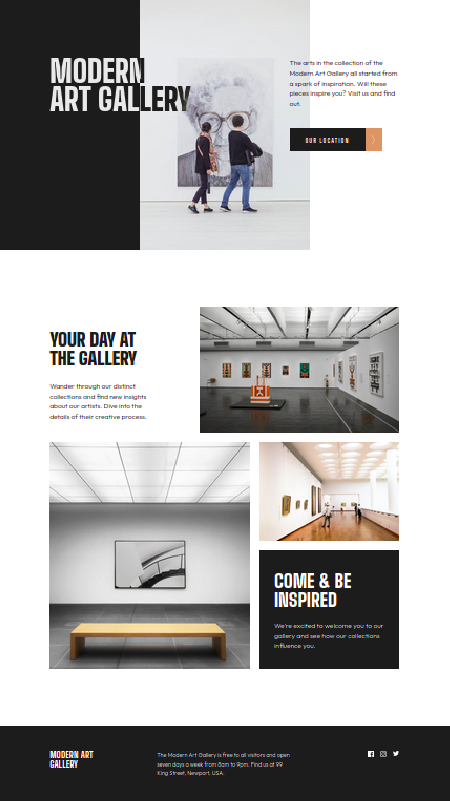 MODERN
ART GALLERY
The arts in the collection of the
Modern Art Gallery all started from
a spark of inspiration. Will these
pieces inspire you? Visit us and find
out.
OUR LOCATION
YOUR DAY AT
THE GALLERY
Wander through our distinct
collections and find new insights
about our artists. Dive into the
details of their creative process.
COME & BE
INSPIRED
We're excited to welcome you to our
gallery and see how our collections
influence you.
MODERN ART
GALLERY
The Modern Art Gallery is free to all visitors and open
seven days a week from 8am to 9pm. Find us at 99
King Street, Newport, USA.